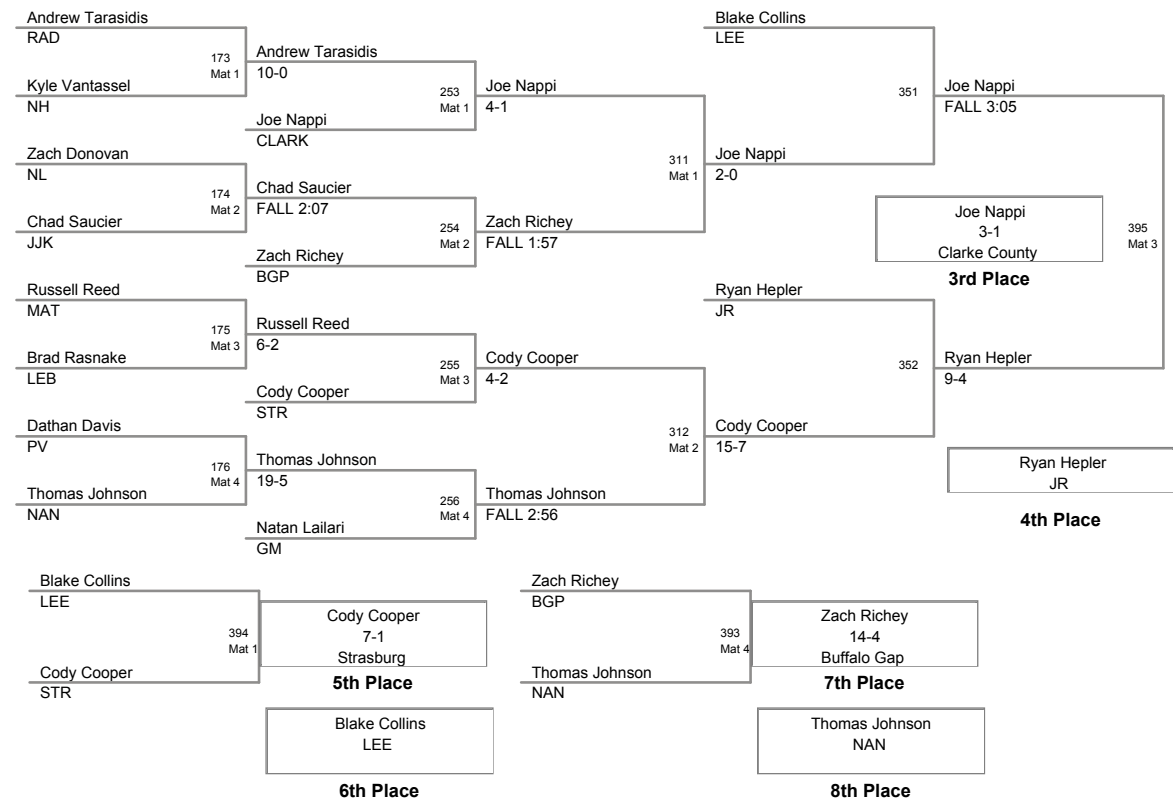 Andrew Tarasidis
RAD
173
Mat 1
Kyle Vantassel
NH
Andrew Tarasidis
10-0
253
Mat 1
Joe Nappi
CLARK
Zach Donovan
NL
174
Mat 2
Chad Saucier
JJK
Chad Saucier
FALL 2:07
254
Mat 2
Zach Richey
BGP
Russell Reed
MAT
175
Mat 3
Brad Rasnake
LEB
Russell Reed
6-2
255
Mat 3
Cody Cooper
STR
Dathan Davis
PV
176
Mat 4
Thomas Johnson
NAN
Thomas Johnson
19-5
256
Mat 4
Natan Lailari
GM
Joe Nappi
4-1
311
Mat 1
Zach Richey
FALL 1:57
Cody Cooper
4-2
312
Mat 2
Thomas Johnson
FALL 2:56
Blake Collins
LEE
351
Joe Nappi
2-0
Ryan Hepler
JR
352
Cody Cooper
15-7
Joe Nappi
FALL 3:05
395
Mat 3
Ryan Hepler
9-4
Joe Nappi
3-1
Clarke County
3rd Place
Ryan Hepler
JR
4th Place
Blake Collins
LEE
394
Mat 1
Cody Cooper
STR
Cody Cooper
7-1
Strasburg
5th Place
Blake Collins
LEE
6th Place
Zach Richey
BGP
393
Mat 4
Thomas Johnson
NAN
Zach Richey
14-4
Buffalo Gap
7th Place
Thomas Johnson
NAN
8th Place